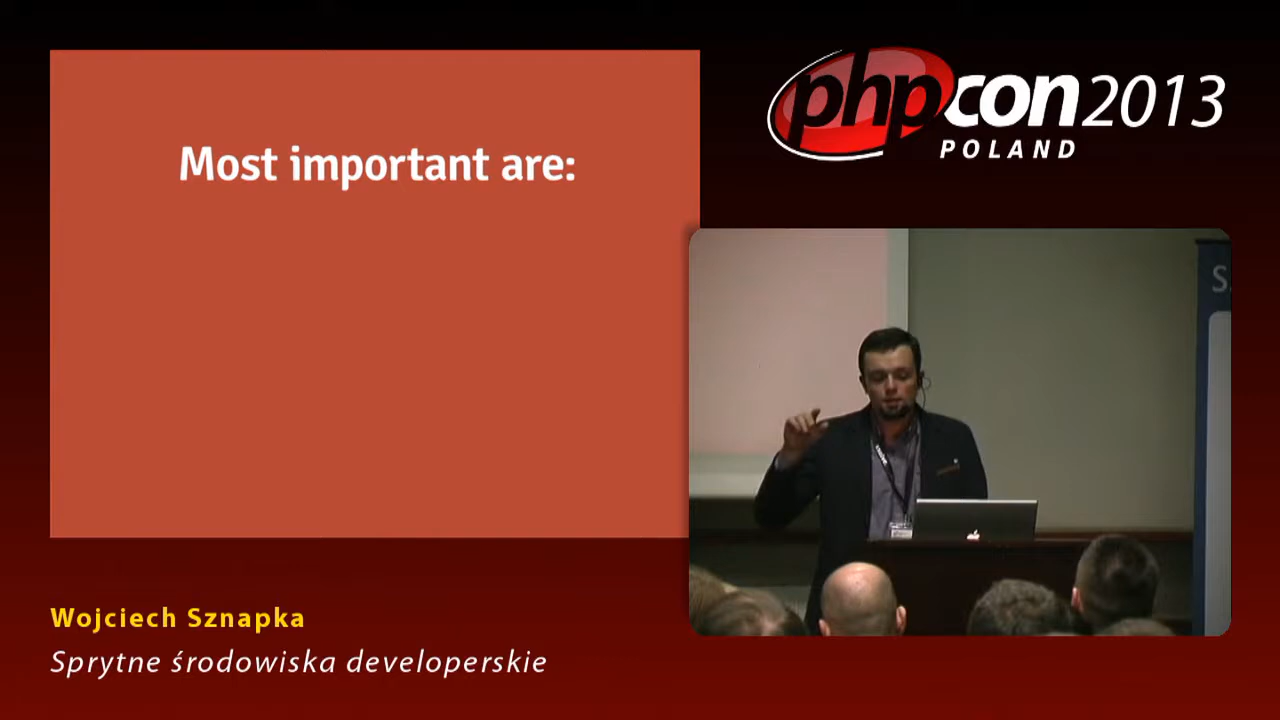 Most important are:
phpcon2013
POLAND
S
Wojciech Sznapka
Sprytne środowiska developerskie